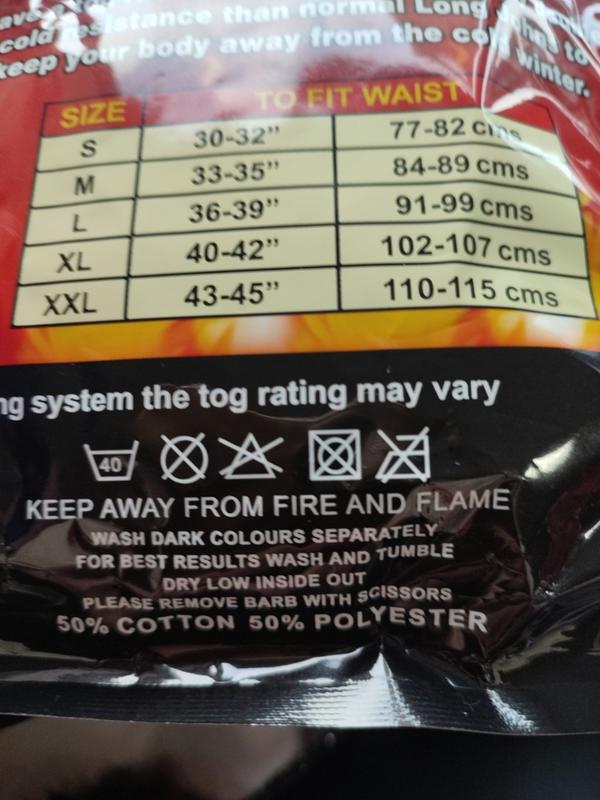 cold resistance than normal Long Johns to
keep your body away from the cold winter.
SIZE TO FIT WAIST
S 30-32” 77-82 cms
M 33-35” 84-89 cms
L 36-39” 91-99 cms
XL 40-42” 102-107 cms
XXL 43-45” 110-115 cms
system the tog rating may vary
40
KEEP AWAY FROM FIRE AND FLAME
WASH DARK COLOURS SEPARATELY
FOR BEST RESULTS WASH AND TUMBLE
DRY LOW INSIDE OUT
PLEASE REMOVE BARB WITH SCISSORS
50% COTTON 50% POLYESTER